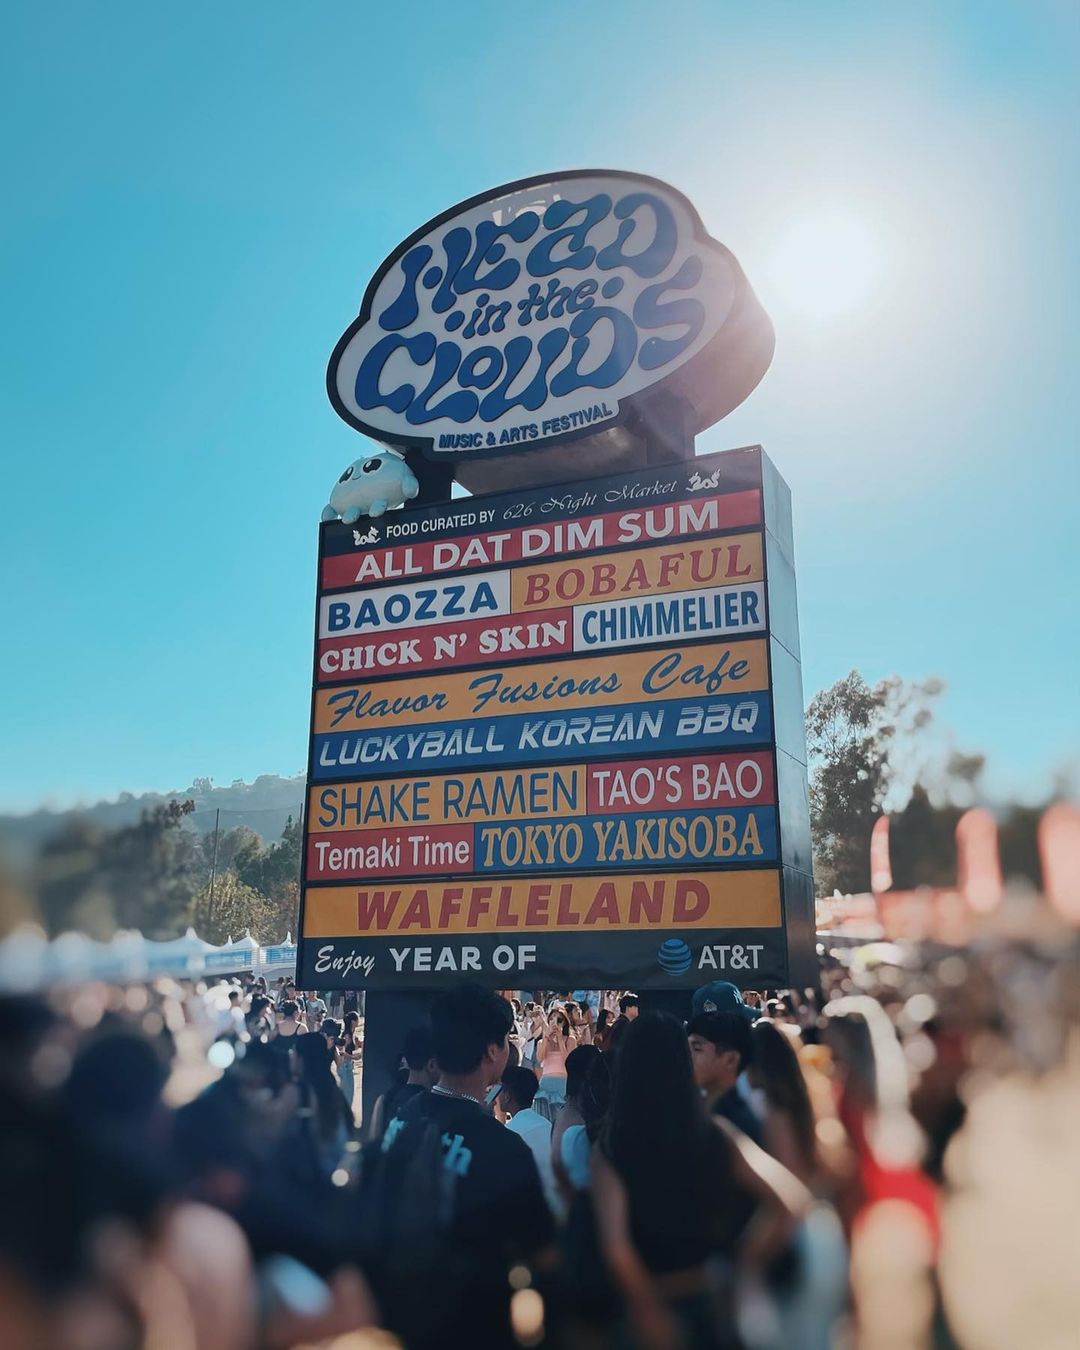 HEAD
in the
CLOUDS
MUSIC & ARTS FESTIVAL
FOOD CURATED BY 626 Night Market
ALL DAT DIM SUM
BAOZZA BOBAFUL
CHICK N' SKIN CHIMMELIER
Flavor Fusions Cafe
LUCKYBALL KOREAN BBQ
SHAKE RAMEN TAO'S BAO
Temaki Time TOKYO YAKISOBA
WAFFLELAND
Enjoy YEAR OF AT&T